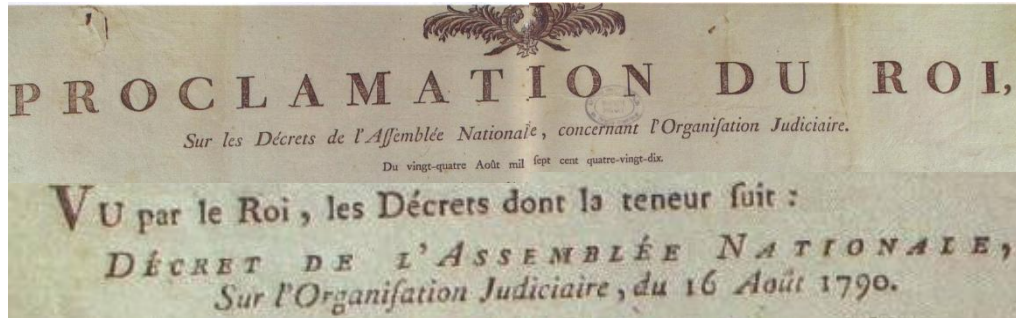 PROCLAMATION DU ROI,
Sur les Décrets de l'Aſſemblée Nationale, concernant l'Organiſation Judiciaire.
Du vingt-quatre Août mil ſept cent quatre-vingt-dix.
VU par le Roi, les Décrets dont la teneur ſuit :
DÉCRET DE L'ASSEMBLÉE NATIONALE,
Sur l'Organiſation Judiciaire, du 16 Août 1790.